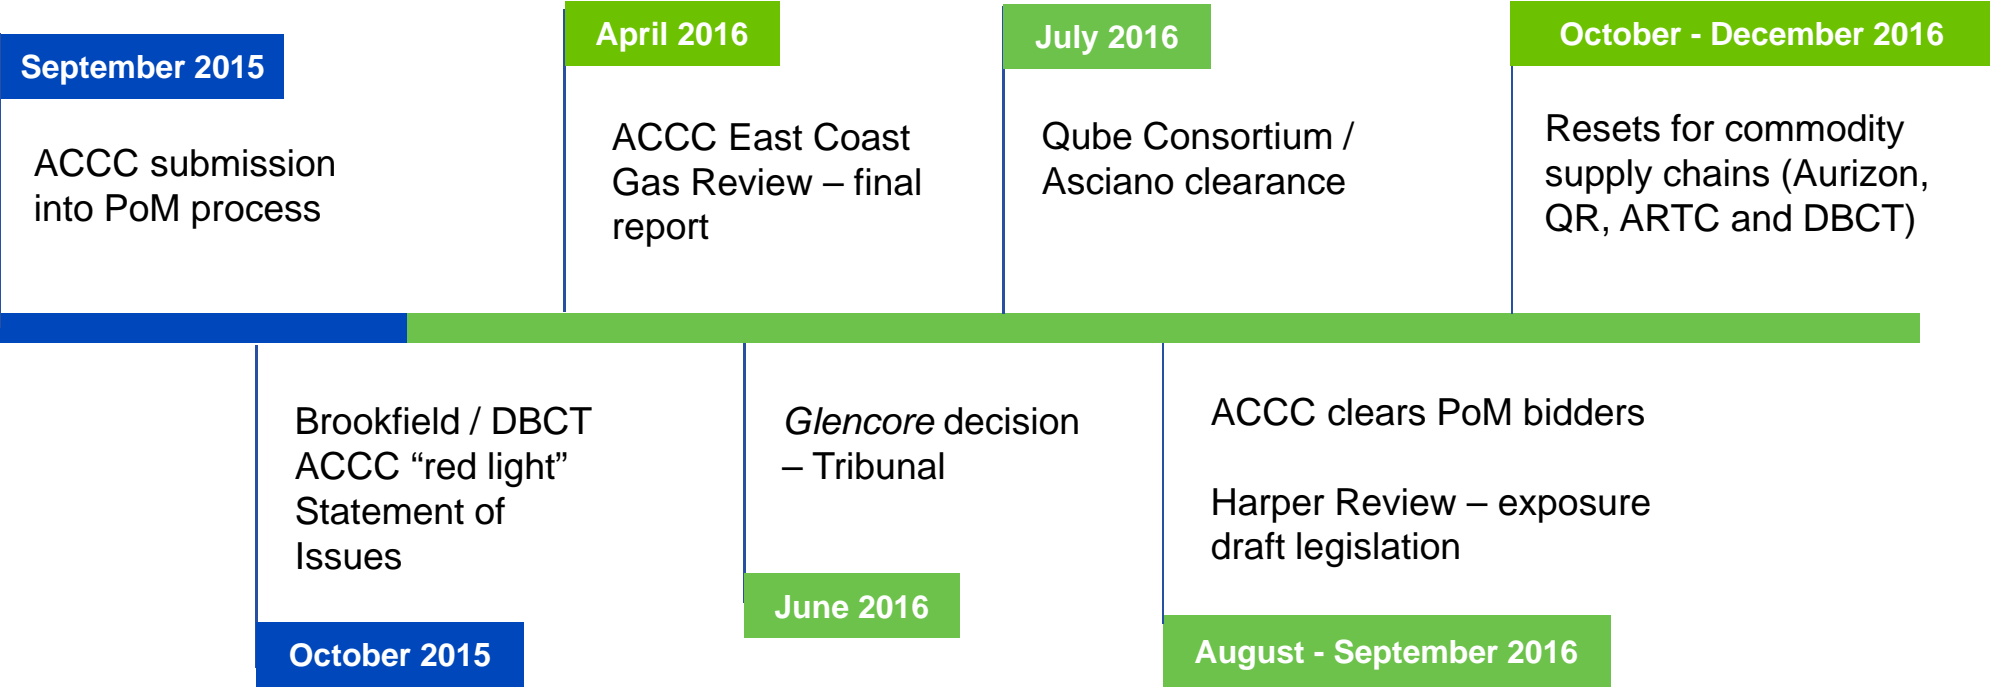 September 2015
ACCC submission
into PoM process
April 2016
ACCC East Coast
Gas Review – final
report
July 2016
Qube Consortium /
Asciano clearance
October - December 2016
Resets for commodity
supply chains (Aurizon,
QR, ARTC and DBCT)
Brookfield / DBCT
ACCC “red light”
Statement of
Issues
October 2015
Glencore decision
– Tribunal
June 2016
ACCC clears PoM bidders
Harper Review – exposure
draft legislation
August - September 2016